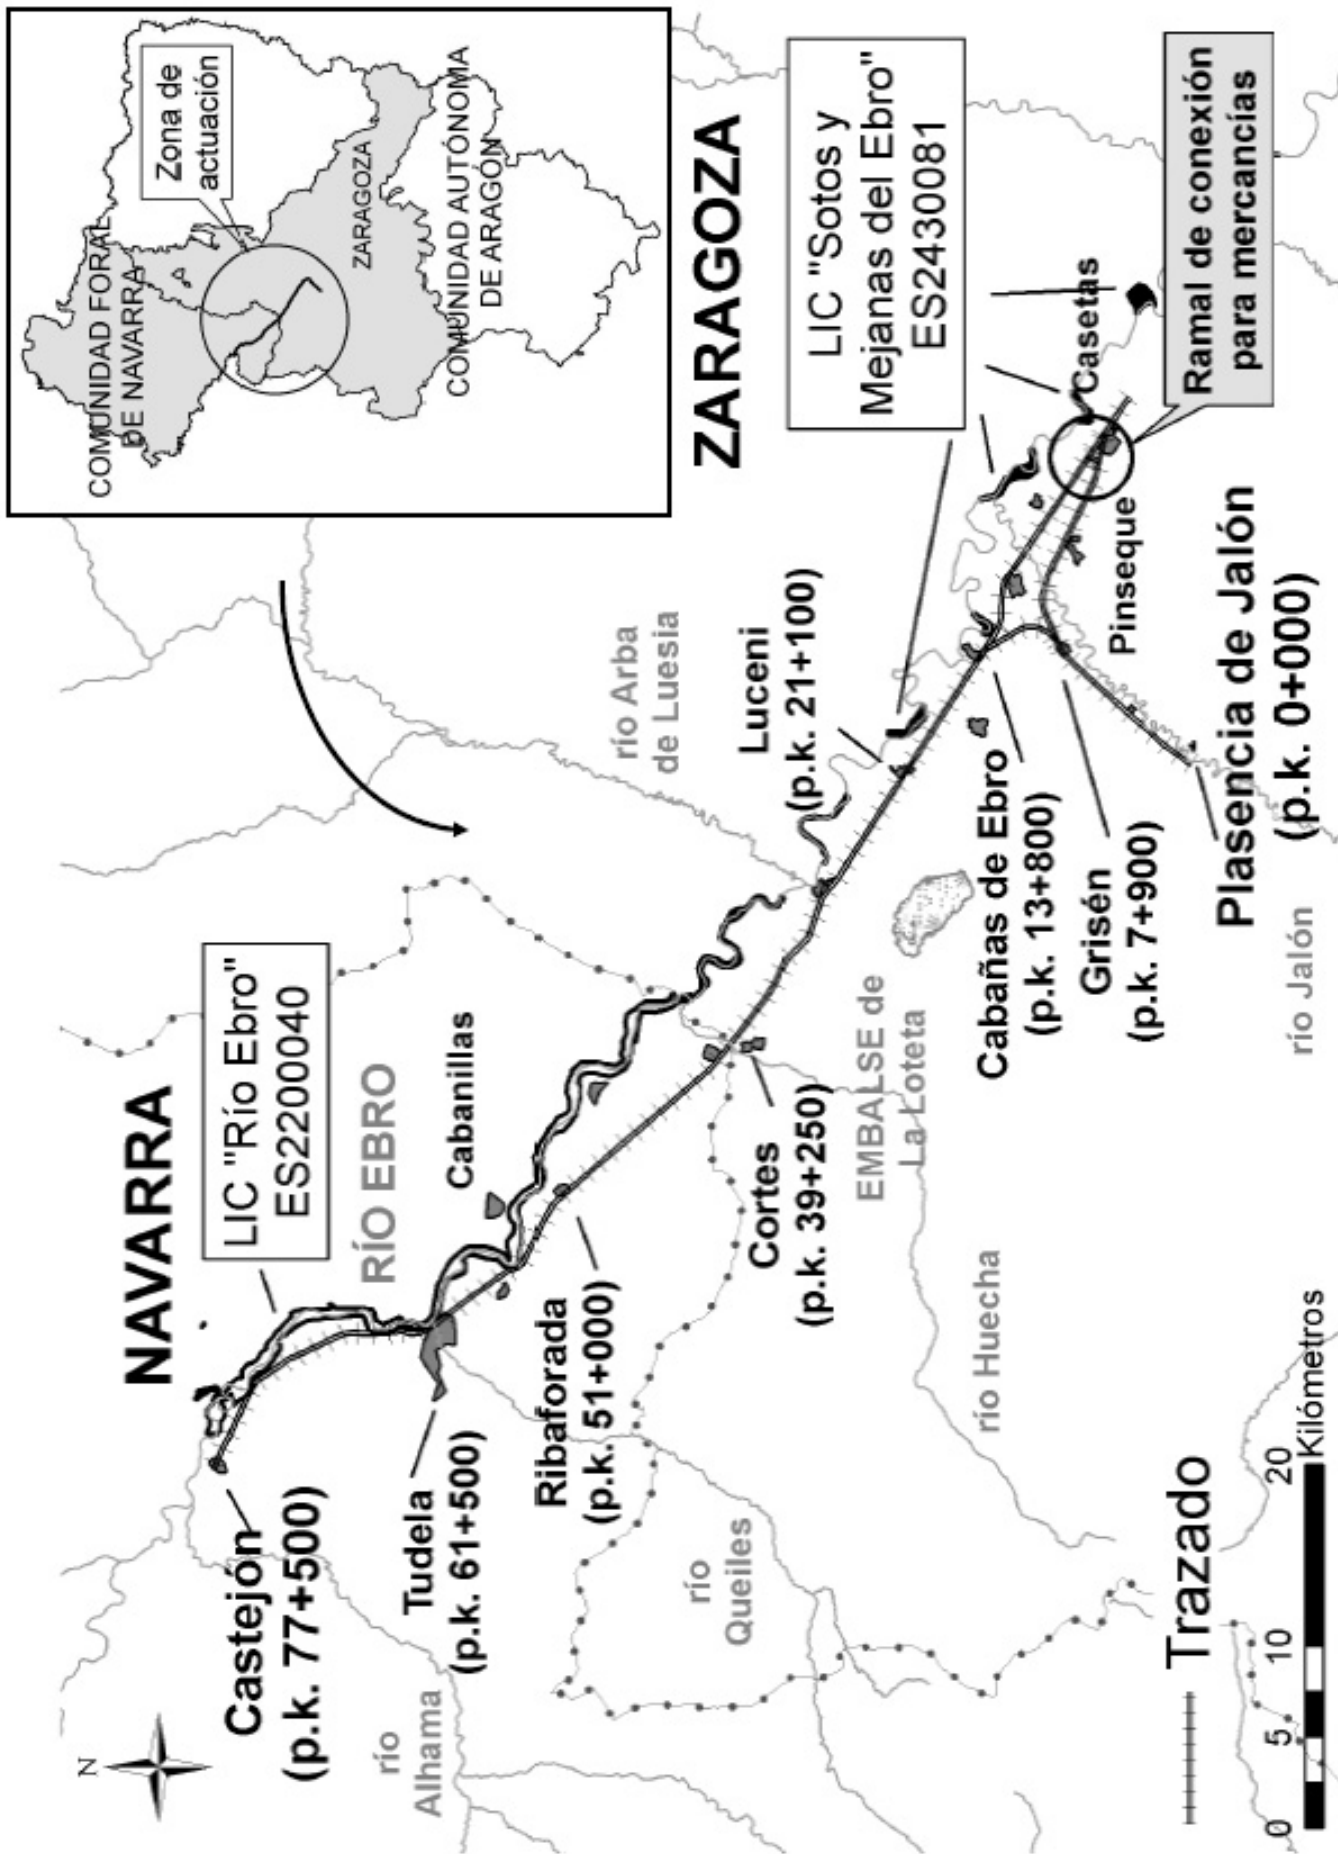 N
NAVARRA
LIC "Río Ebro"
ES2200040
COMUNIDAD FORAL
DE NAVARRA
Zona de
actuación
ZARAGOZA
COMUNIDAD AUTÓNOMA
DE ARAGÓN
Castejón
(p.k. 77+500)
RÍO EBRO
río
Alhama
Tudela
(p.k. 61+500)
Cabanillas
Ribaforada
(p.k. 51+000)
río Arba
de Luesia
ZARAGOZA
río
Queiles
Cortes
(p.k. 39+250)
Luceni
(p.k. 21+100)
LIC "Sotos y
Mejanas del Ebro"
ES2430081
EMBALSE de
La Loteta
río Huecha
Cabañas de Ebro
(p.k. 13+800)
Grisén
(p.k. 7+900)
Pinseque
Casetas
Plasencia de Jalón
(p.k. 0+000)
Ramal de conexión
para mercancías
río Jalón
Trazado
0 5 10 20
Kilómetros